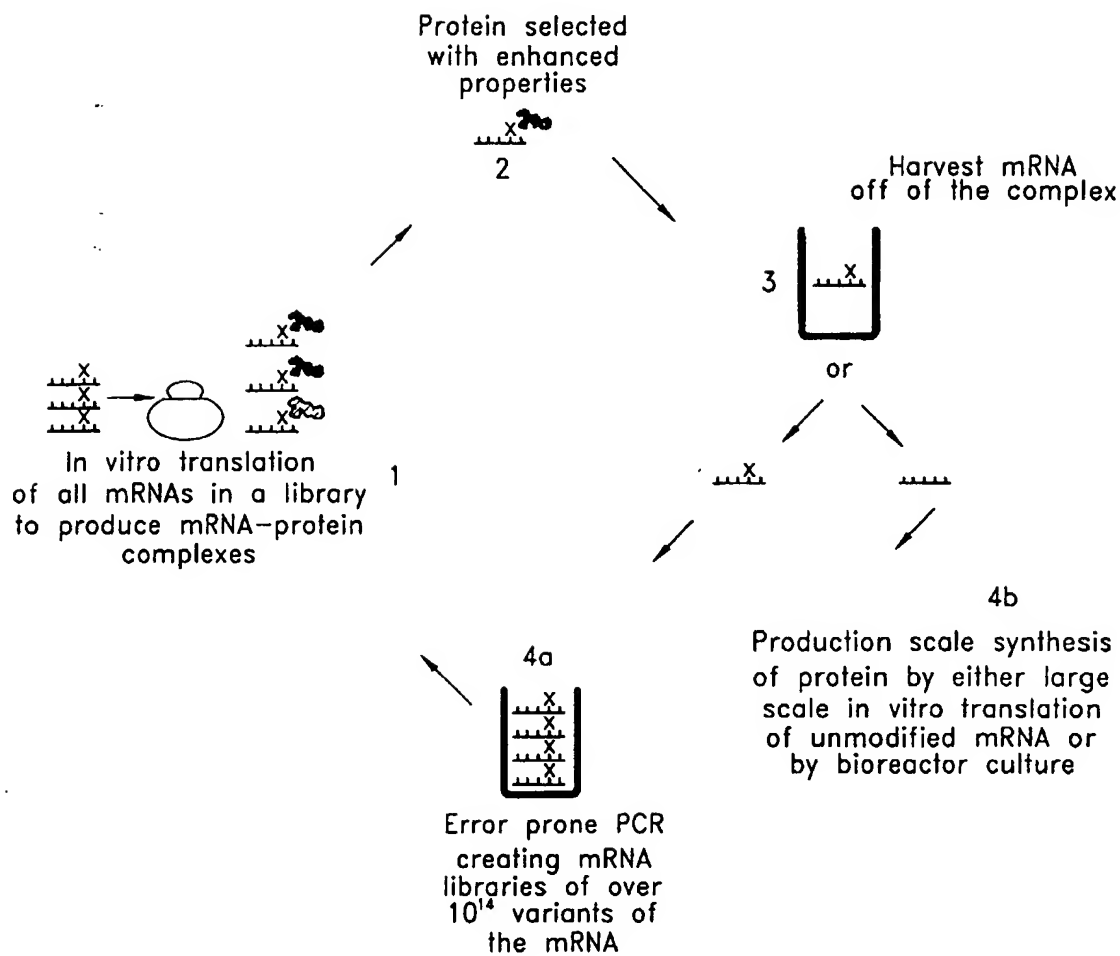 Protein selected
with enhanced
properties
X
2
Harvest mRNA
off of the complex
3
X
or
X
X
X
X
X
X
X
In vitro translation
of all mRNAs in a library
to produce mRNA-protein
complexes
1
X
4a
X
X
X
X
Error prone PCR
creating mRNA
libraries of over
10¹⁴ variants of
the mRNA
4b
Production scale synthesis
of protein by either large
scale in vitro translation
of unmodified mRNA or
by bioreactor culture